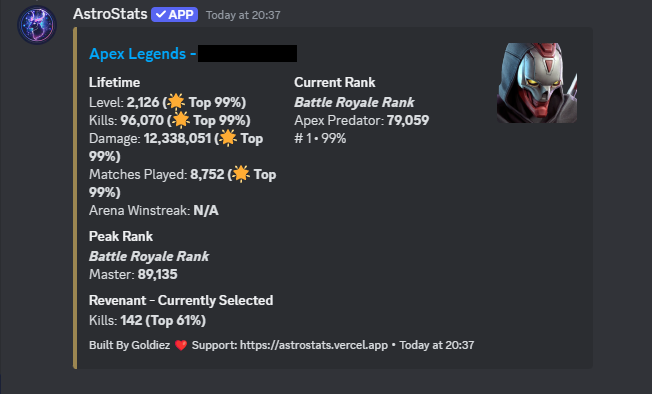 AstroStats ✓ APP Today at 20:37
Apex Legends -
Lifetime
Level: 2,126 (🌟 Top 99%)
Kills: 96,070 (🌟 Top 99%)
Damage: 12,338,051 (🌟 Top
99%)
Matches Played: 8,752 (🌟 Top
99%)
Arena Winstreak: N/A
Current Rank
Battle Royale Rank
Apex Predator: 79,059
# 1 • 99%
Peak Rank
Battle Royale Rank
Master: 89,135
Revenant - Currently Selected
Kills: 142 (Top 61%)
Built By Goldiez ❤️ Support: https://astrostats.vercel.app • Today at 20:37